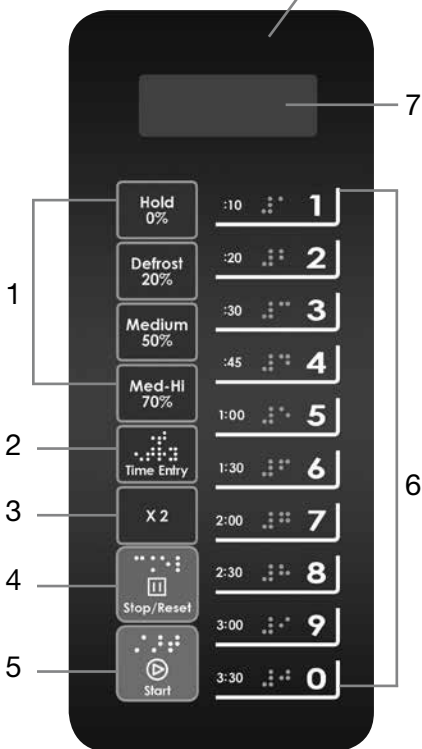 7
Hold
0%
Defrost
20%
Medium
50%
Med-Hi
70%
Time Entry
X 2
Stop/Reset
Start
:10 ⠼⠁ 1
:20 ⠼⠃ 2
:30 ⠼⠉ 3
:45 ⠼⠙ 4
1:00 ⠼⠑ 5
1:30 ⠼⠋ 6
2:00 ⠼⠛ 7
2:30 ⠼⠓ 8
3:00 ⠼⠊ 9
3:30 ⠼⠚ 0
1
2
3
4
5
6